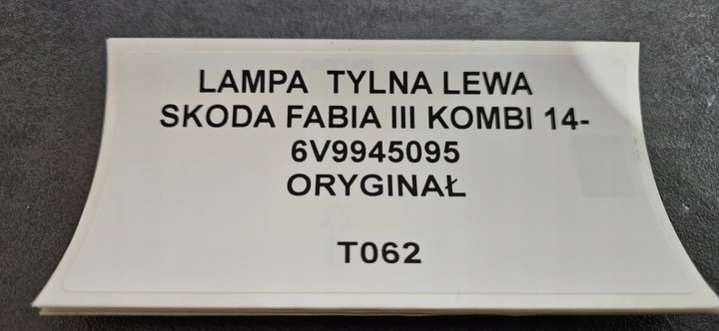 LAMPA TYLNA LEWA
SKODA FABIA III KOMBI 14-
6V9945095
ORYGINAŁ
T062